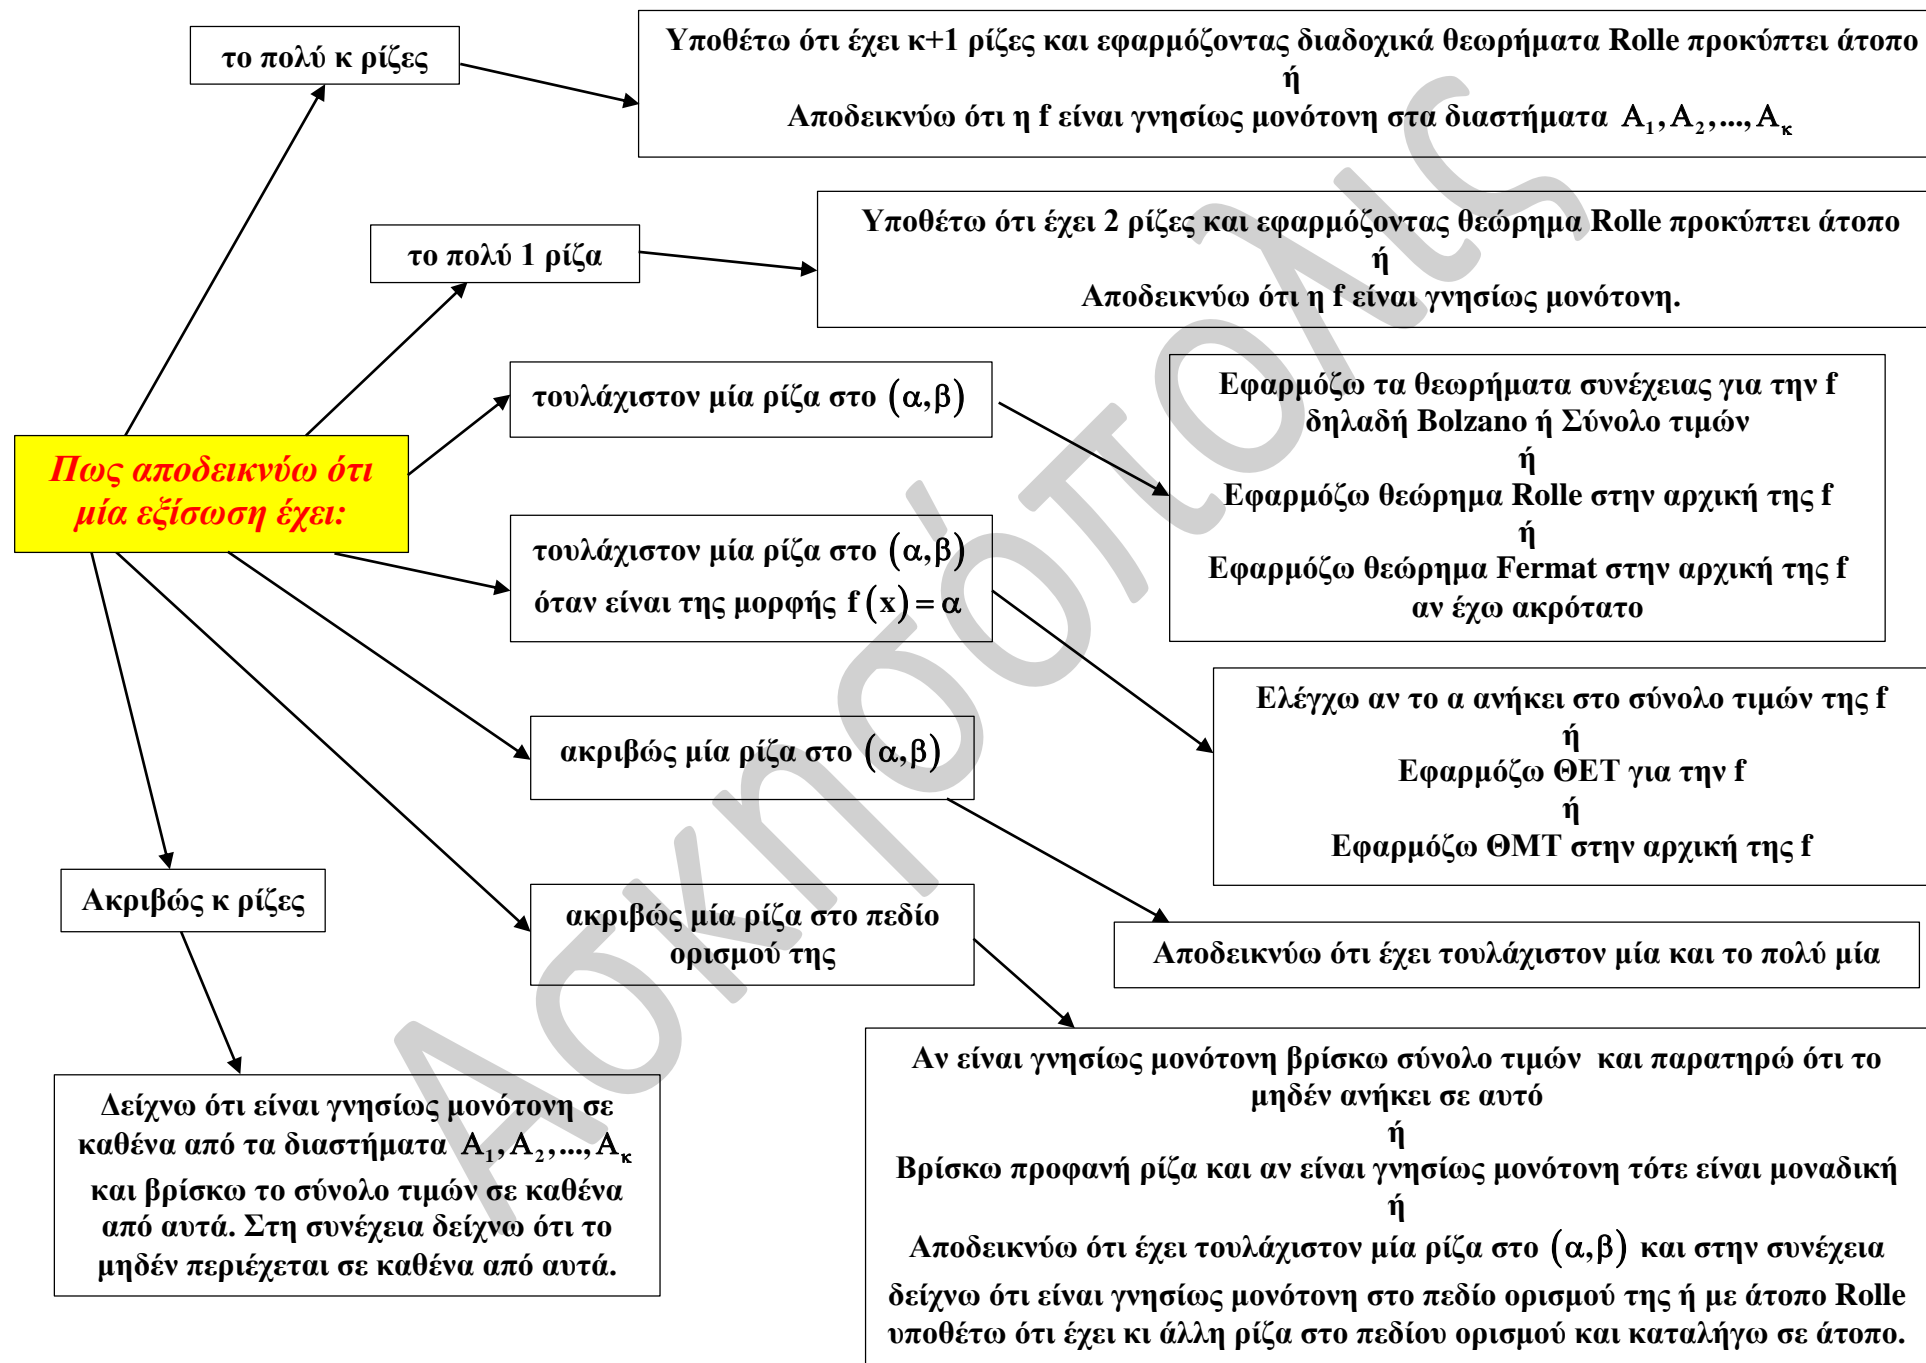 το πολύ κ ρίζες
Υποθέτω ότι έχει κ+1 ρίζες και εφαρμόζοντας διαδοχικά θεωρήματα Rolle προκύπτει άτοπο
ή
Αποδεικνύω ότι η f είναι γνησίως μονότονη στα διαστήματα Α₁,Α₂,...,Α_κ
το πολύ 1 ρίζα
Υποθέτω ότι έχει 2 ρίζες και εφαρμόζοντας θεώρημα Rolle προκύπτει άτοπο
ή
Αποδεικνύω ότι η f είναι γνησίως μονότονη.
τουλάχιστον μία ρίζα στο (α,β)
Εφαρμόζω τα θεωρήματα συνέχειας για την f
δηλαδή Bolzano ή Σύνολο τιμών
ή
Εφαρμόζω θεώρημα Rolle στην αρχική της f
ή
Εφαρμόζω θεώρημα Fermat στην αρχική της f
αν έχω ακρότατο
Πως αποδεικνύω ότι
μία εξίσωση έχει:
τουλάχιστον μία ρίζα στο (α,β)
όταν είναι της μορφής f(x)=α
Ελέγχω αν το α ανήκει στο σύνολο τιμών της f
ή
Εφαρμόζω ΘΕΤ για την f
ή
Εφαρμόζω ΘΜΤ στην αρχική της f
ακριβώς μία ρίζα στο (α,β)
Αποδεικνύω ότι έχει τουλάχιστον μία και το πολύ μία
Ακριβώς κ ρίζες
ακριβώς μία ρίζα στο πεδίο
ορισμού της
Δείχνω ότι είναι γνησίως μονότονη σε
καθένα από τα διαστήματα Α₁,Α₂,...,Α_κ
και βρίσκω το σύνολο τιμών σε καθένα
από αυτά. Στη συνέχεια δείχνω ότι το
μηδέν περιέχεται σε καθένα από αυτά.
Αν είναι γνησίως μονότονη βρίσκω σύνολο τιμών και παρατηρώ ότι το
μηδέν ανήκει σε αυτό
ή
Βρίσκω προφανή ρίζα και αν είναι γνησίως μονότονη τότε είναι μοναδική
ή
Αποδεικνύω ότι έχει τουλάχιστον μία ρίζα στο (α,β) και στην συνέχεια
δείχνω ότι είναι γνησίως μονότονη στο πεδίο ορισμού της ή με άτοπο Rolle
υποθέτω ότι έχει κι άλλη ρίζα στο πεδίου ορισμού και καταλήγω σε άτοπο.
Ασκησόπολις